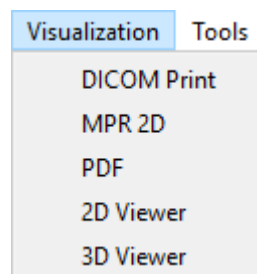 Visualization Tools
DICOM Print
MPR 2D
PDF
2D Viewer
3D Viewer